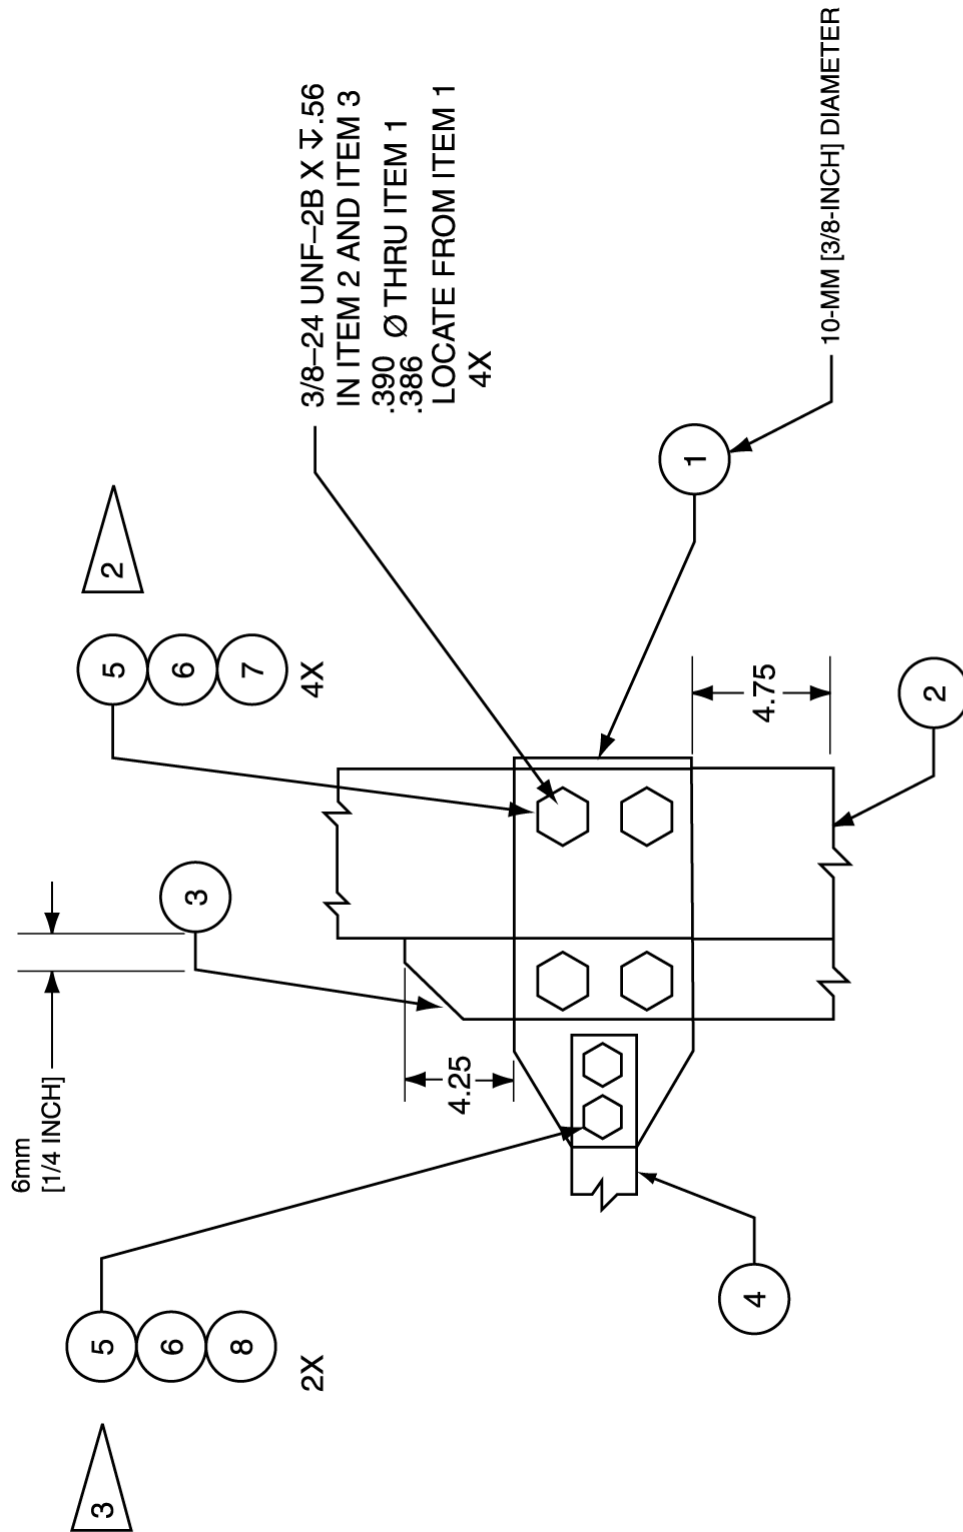 6mm
[1/4 INCH]
3
5
6
8
2X
3
5
6
7
4X
2
3/8–24 UNF–2B X ↧.56
IN ITEM 2 AND ITEM 3
.390
.386 Ø THRU ITEM 1
LOCATE FROM ITEM 1
4X
4.25
4.75
1
10-MM [3/8-INCH] DIAMETER
2
4